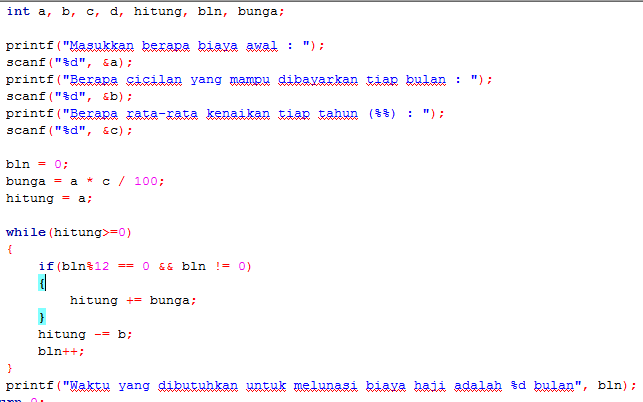 int a, b, c, d, hitung, bln, bunga;
printf("Masukkan berapa biaya awal : ");
scanf("%d", &a);
printf("Berapa cicilan yang mampu dibayarkan tiap bulan : ");
scanf("%d", &b);
printf("Berapa rata-rata kenaikan tiap tahun (%%) : ");
scanf("%d", &c);
bln = 0;
bunga = a * c / 100;
hitung = a;
while(hitung>=0)
{
if(bln%12 == 0 && bln != 0)
{
hitung += bunga;
}
hitung -= b;
bln++;
}
printf("Waktu yang dibutuhkan untuk melunasi biaya haji adalah %d bulan", bln);